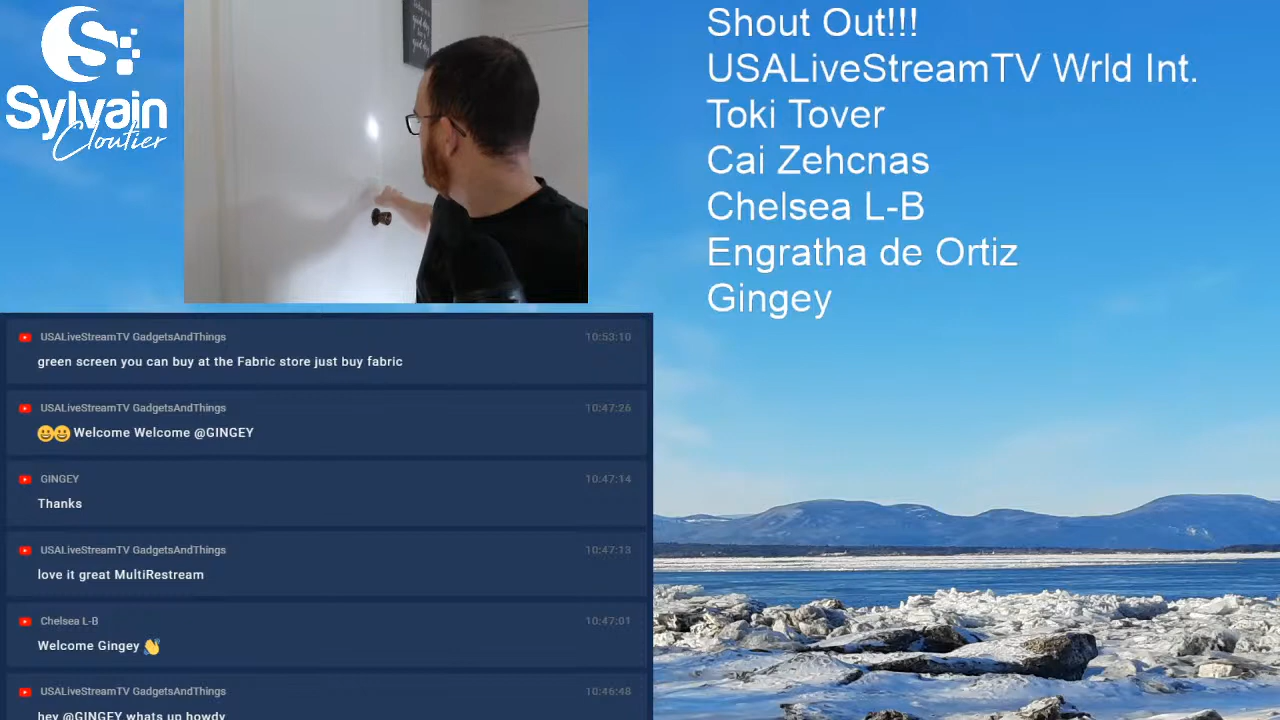 Sylvain
Cloutier
Shout Out!!!
USALiveStreamTV Wrld Int.
Toki Tover
Cai Zehcnas
Chelsea L-B
Engratha de Ortiz
Gingey
USALiveStreamTV GadgetsAndThings 10:53:10
green screen you can buy at the Fabric store just buy fabric
USALiveStreamTV GadgetsAndThings 10:47:26
😀😀 Welcome Welcome @GINGEY
GINGEY 10:47:14
Thanks
USALiveStreamTV GadgetsAndThings 10:47:13
love it great MultiRestream
Chelsea L-B 10:47:01
Welcome Gingey 👋
USALiveStreamTV GadgetsAndThings 10:46:48
hey @GINGEY whats up howdy